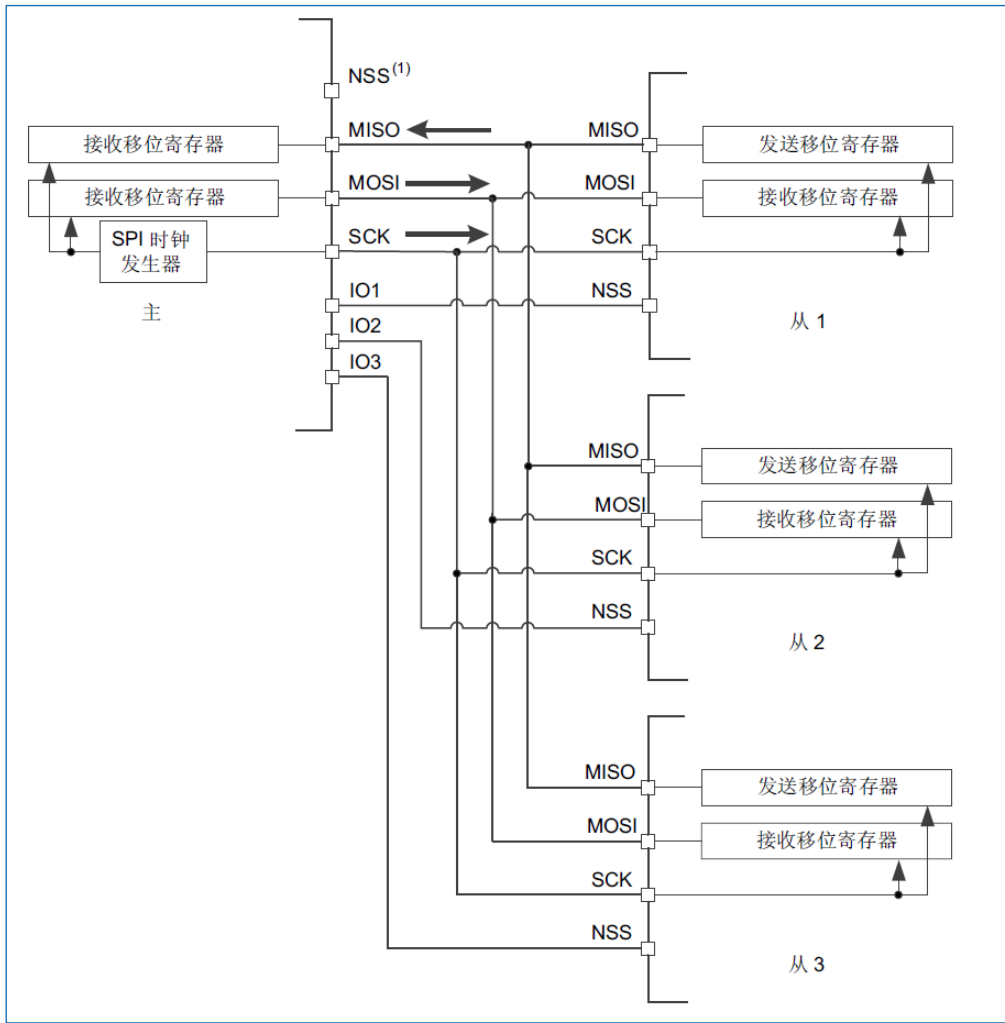 NSS(1)
MISO
MOSI
SCK
IO1
IO2
IO3
接收移位寄存器
接收移位寄存器
SPI 时钟
发生器
主
MISO
MOSI
SCK
NSS
发送移位寄存器
接收移位寄存器
从 1
MISO
MOSI
SCK
NSS
发送移位寄存器
接收移位寄存器
从 2
MISO
MOSI
SCK
NSS
发送移位寄存器
接收移位寄存器
从 3